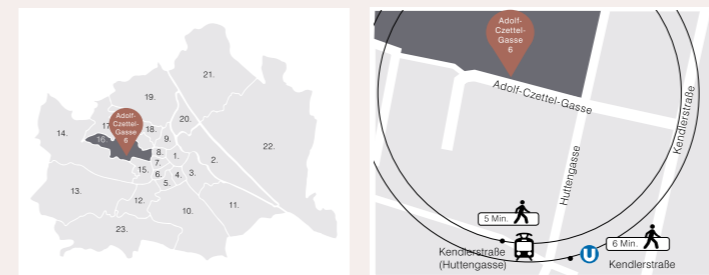 21.
19.
20.
22.
Adolf-
Czettel-
Gasse
6
17.
18.
14.
16.
9.
8.
1.
2.
7.
15.
6.
4.
3.
5.
13.
12.
10.
11.
23.
Adolf-
Czettel-
Gasse
6
Adolf-Czettel-Gasse
Kendlerstraße
Huttengasse
5 Min.
6 Min.
U
Kendlerstraße
(Huttengasse)
Kendlerstraße